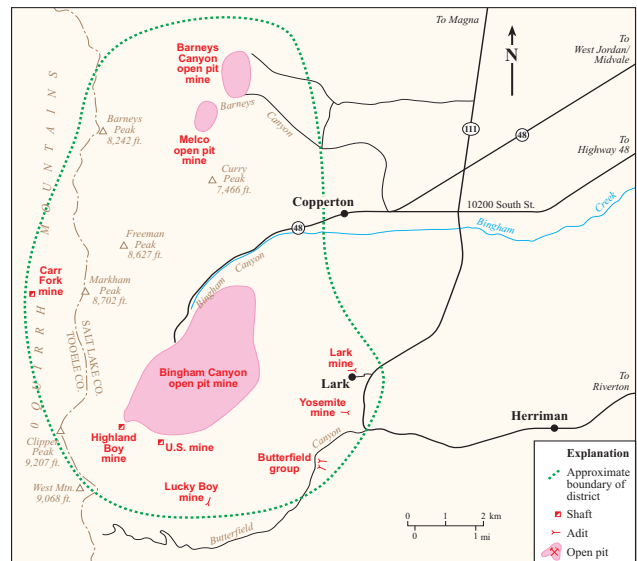 To Magna
To
West Jordan/
Midvale
N
Barneys
Canyon
open pit
mine
Barneys
Canyon
111
48
Melco
open pit
mine
Barneys
Peak
8,242 ft.
To
Highway 48
Curry
Peak
7,466 ft.
Copperton
10200 South St.
48
Bingham
Creek
OQUIRRH MOUNTAINS
Freeman
Peak
8,627 ft.
Bingham
Canyon
Carr
Fork
mine
Markham
Peak
8,702 ft.
SALT LAKE CO.
TOOELE CO.
Bingham Canyon
open pit mine
Lark
mine
Lark
To
Riverton
Yosemite
mine
Herriman
Highland
Boy
mine
U.S. mine
Clipper
Peak
9,207 ft.
Canyon
Butterfield
group
West Mtn.
9,068 ft.
Lucky Boy
mine
Butterfield
0 1 2 km
0 1 mi
Explanation
Approximate
boundary of
district
Shaft
Adit
Open pit